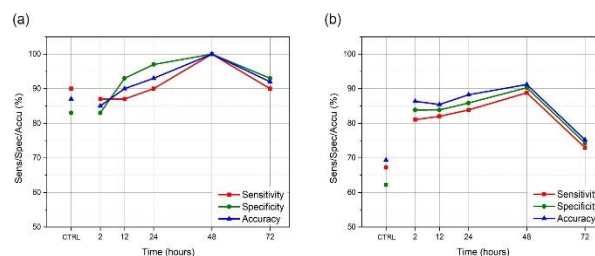 (a)
Sens/Spec/Accu (%)
100
90
80
70
60
50
CTRL 2 12 24 48 72
Time (hours)
Sensitivity
Specificity
Accuracy
(b)
Sens/Spec/Accu (%)
100
90
80
70
60
50
CTRL 2 12 24 48 72
Time (hours)
Sensitivity
Specificity
Accuracy